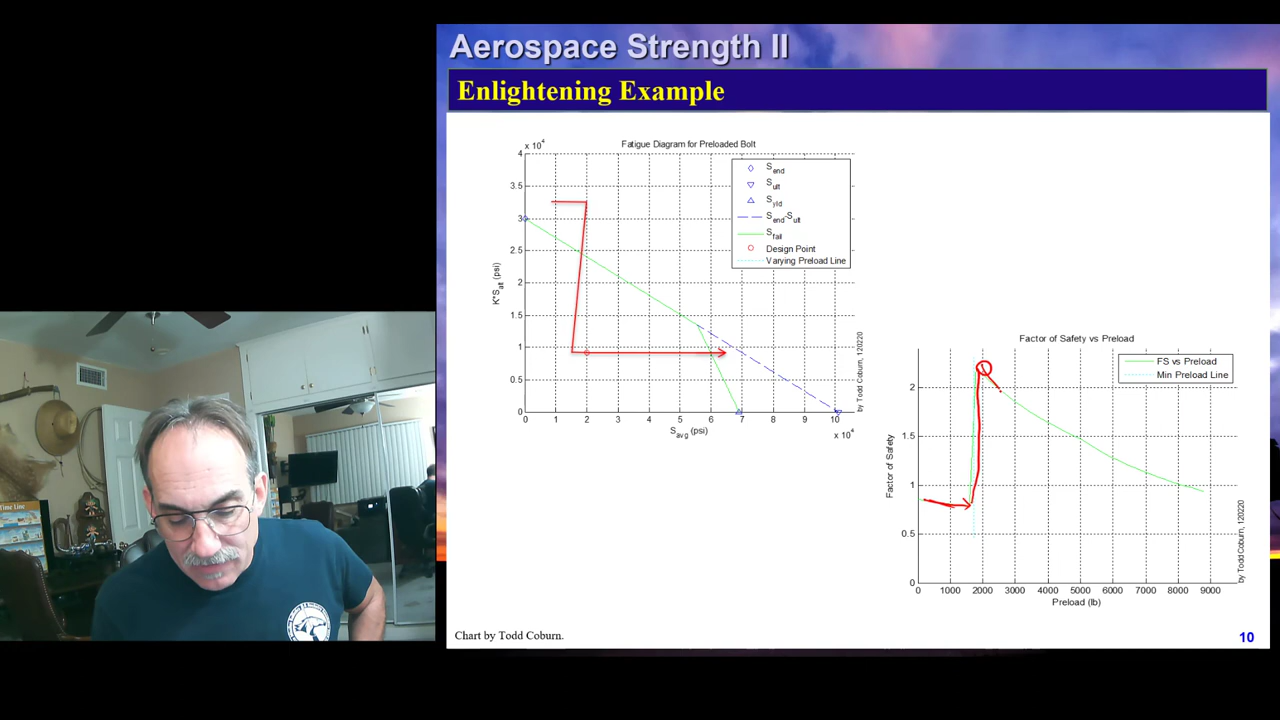 Aerospace Strength II
Enlightening Example
Fatigue Diagram for Preloaded Bolt
x 10^4
4
3.5
3
2.5
2
1.5
1
0.5
0
K*S_alt (psi)
0 1 2 3 4 5 6 7 8 9 10
x 10^4
S_avg (psi)
S_end
S_ult
S_yld
S_end-S_ult
S_fail
Design Point
Varying Preload Line
by Todd Coburn, 120220
Factor of Safety vs Preload
FS vs Preload
Min Preload Line
2
1.5
1
0.5
0
Factor of Safety
0 1000 2000 3000 4000 5000 6000 7000 8000 9000
Preload (lb)
by Todd Coburn, 120220
Time Line
Chart by Todd Coburn.
10